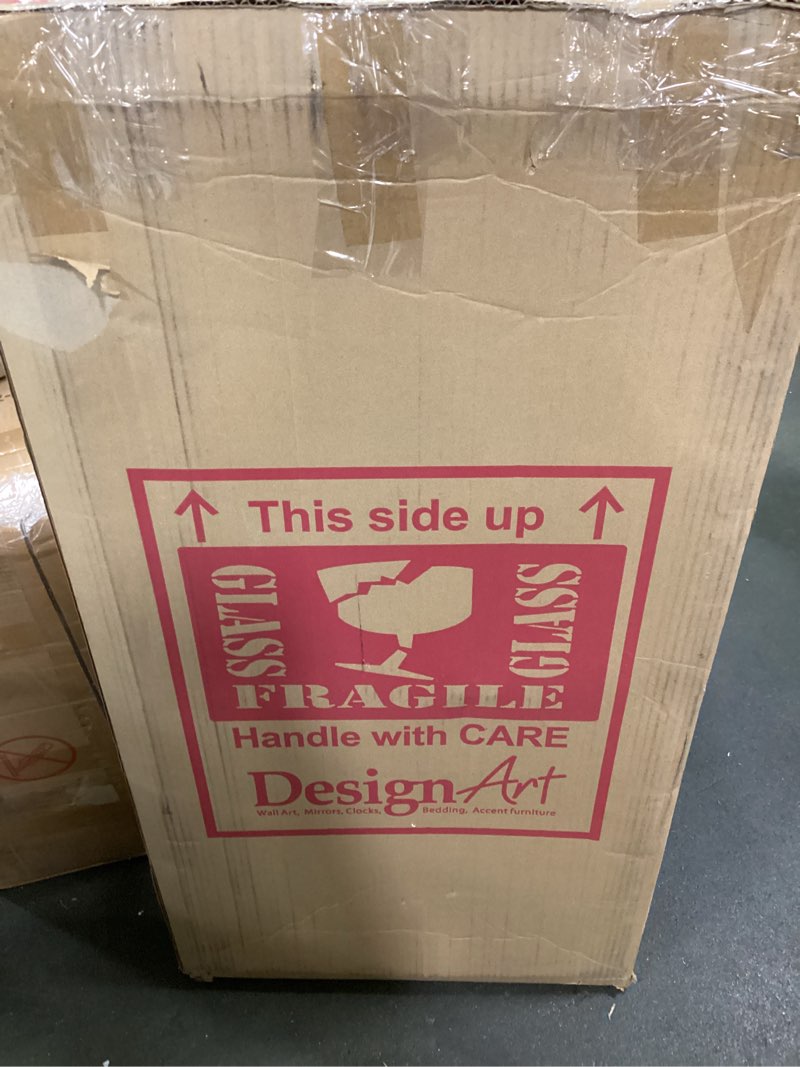 This side up
GLASS
GLASS
FRAGILE
Handle with CARE
DesignArt
Wall Art, Mirrors, Clocks, Bedding, Accent furniture